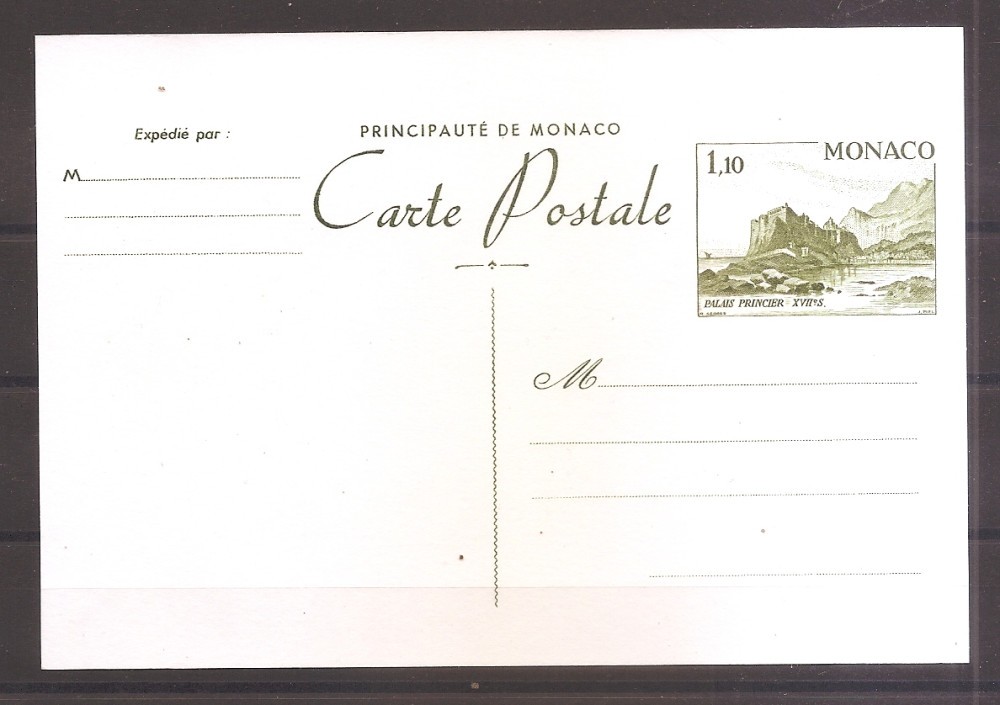 PRINCIPAUTÉ DE MONACO
Expédié par :
M
Carte Postale
MONACO
1,10
PALAIS PRINCIER XVIIᵉ S.
M